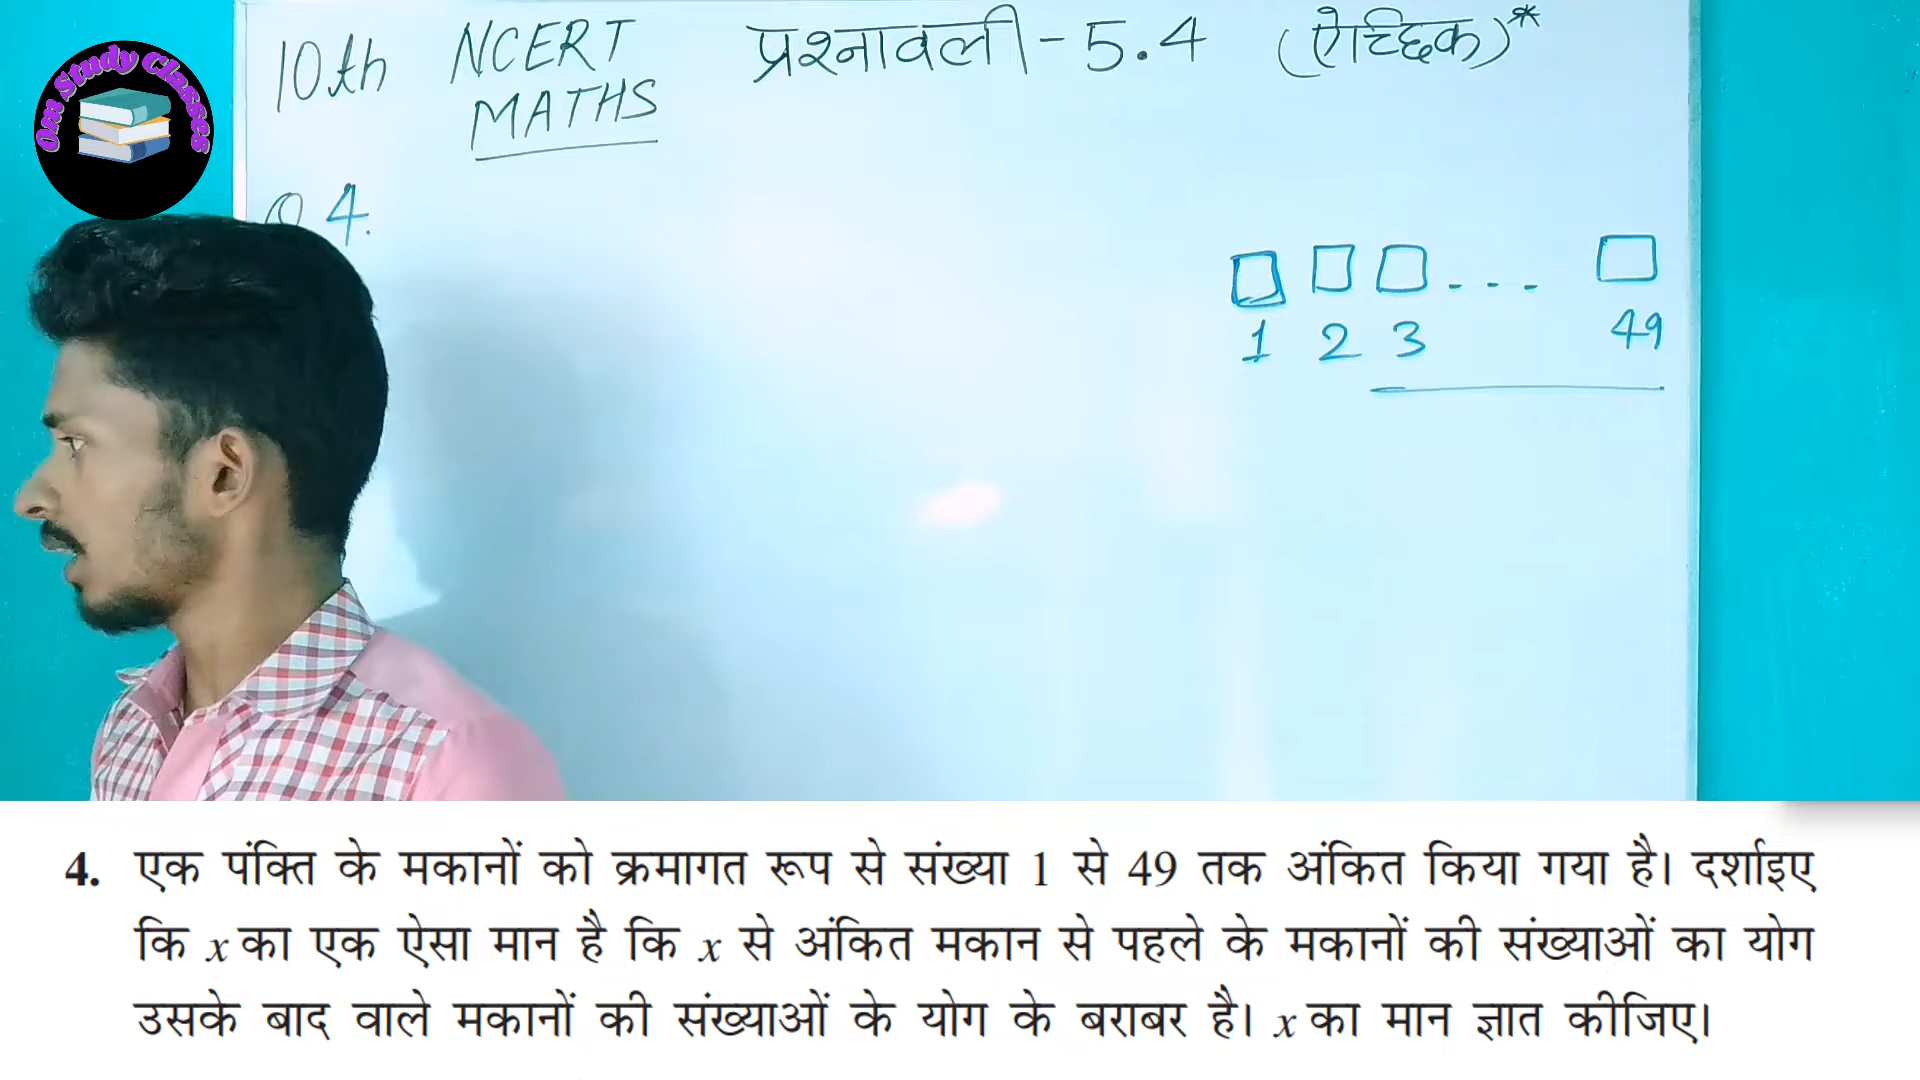 Om Study Classes
10th NCERT MATHS प्रश्नावली - 5.4 (ऐच्छिक)*
Q 4.
1 2 3 ... 49
4. एक पंक्ति के मकानों को क्रमागत रूप से संख्या 1 से 49 तक अंकित किया गया है। दर्शाइए
कि x का एक ऐसा मान है कि x से अंकित मकान से पहले के मकानों की संख्याओं का योग
उसके बाद वाले मकानों की संख्याओं के योग के बराबर है। x का मान ज्ञात कीजिए।